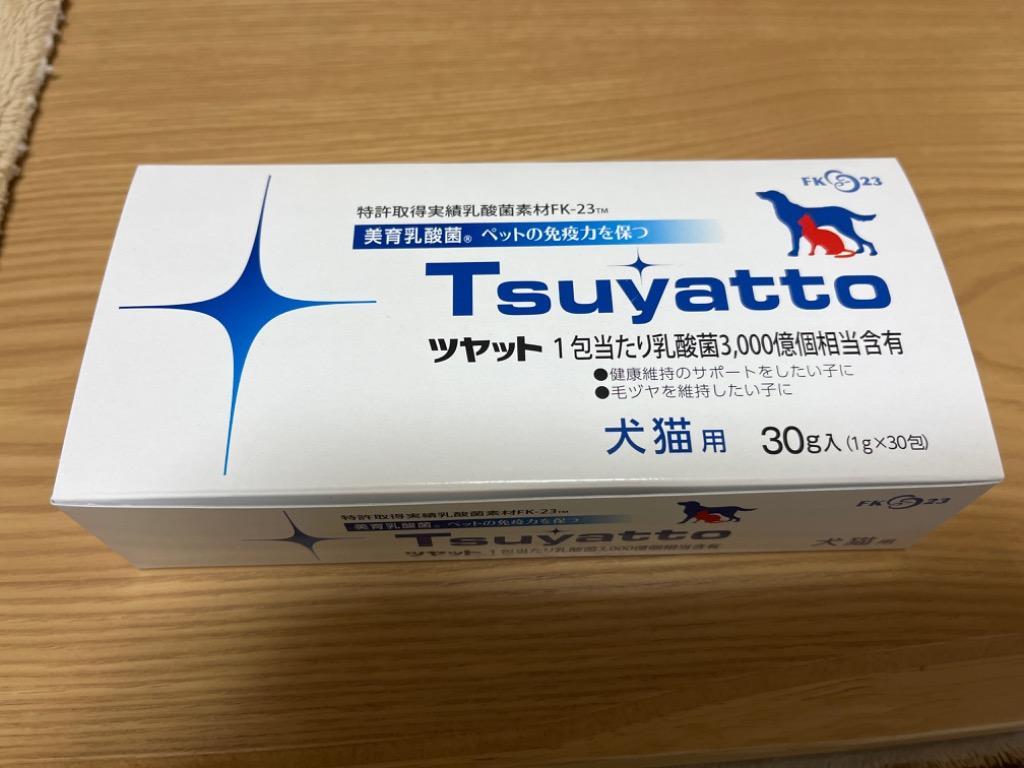 FK 23
特許取得実績乳酸菌素材FK-23™
美育乳酸菌® ペットの免疫力を保つ
Tsuyatto
ツヤット 1包当たり乳酸菌3,000億個相当含有
●健康維持のサポートをしたい子に
●毛ヅヤを維持したい子に
犬猫用 30g入(1g×30包)
FK 23
特許取得実績乳酸菌素材FK-23™
美育乳酸菌® ペットの免疫力を保つ
Tsuyatto
ツヤット 1包当たり乳酸菌3,000億個相当含有
犬猫用